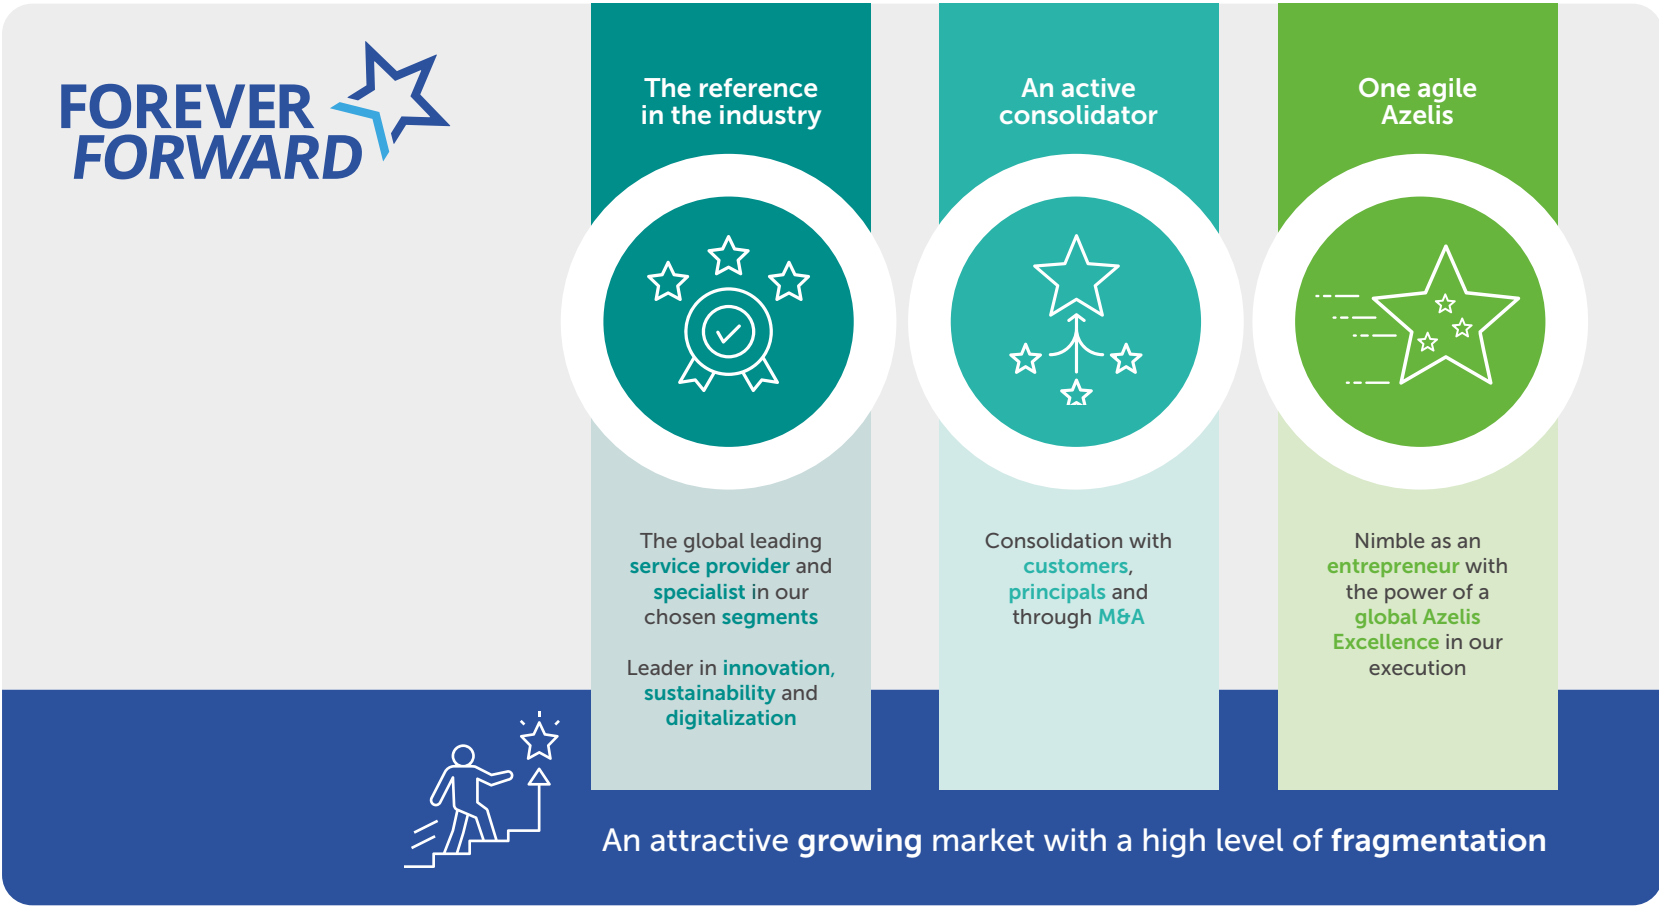 FOREVER
FORWARD
The reference
in the industry
The global leading
service provider and
specialist in our
chosen segments
Leader in innovation,
sustainability and
digitalization
An active
consolidator
Consolidation with
customers,
principals and
through M&A
One agile
Azelis
Nimble as an
entrepreneur with
the power of a
global Azelis
Excellence in our
execution
An attractive growing market with a high level of fragmentation